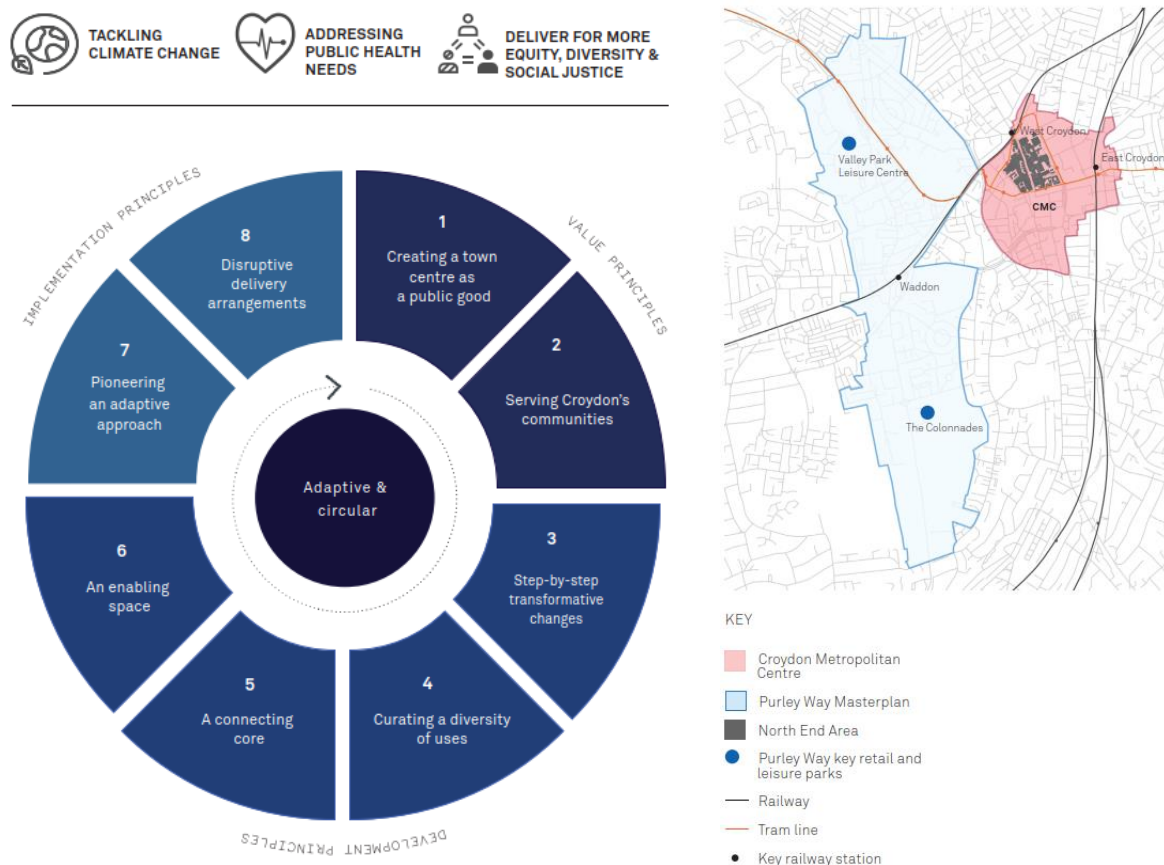 TACKLING
CLIMATE CHANGE
ADDRESSING
PUBLIC HEALTH
NEEDS
DELIVER FOR MORE
EQUITY, DIVERSITY &
SOCIAL JUSTICE
IMPLEMENTATION PRINCIPLES
VALUE PRINCIPLES
DEVELOPMENT PRINCIPLES
1
Creating a town
centre as
a public good
2
Serving Croydon's
communities
3
Step-by-step
transformative
changes
4
Curating a diversity
of uses
5
A connecting
core
6
An enabling
space
7
Pioneering
an adaptive
approach
8
Disruptive
delivery
arrangements
Adaptive &
circular
West Croydon
East Croydon
CMC
Valley Park
Leisure Centre
Waddon
The Colonnades
KEY
Croydon Metropolitan
Centre
Purley Way Masterplan
North End Area
Purley Way key retail and
leisure parks
Railway
Tram line
Key railway station